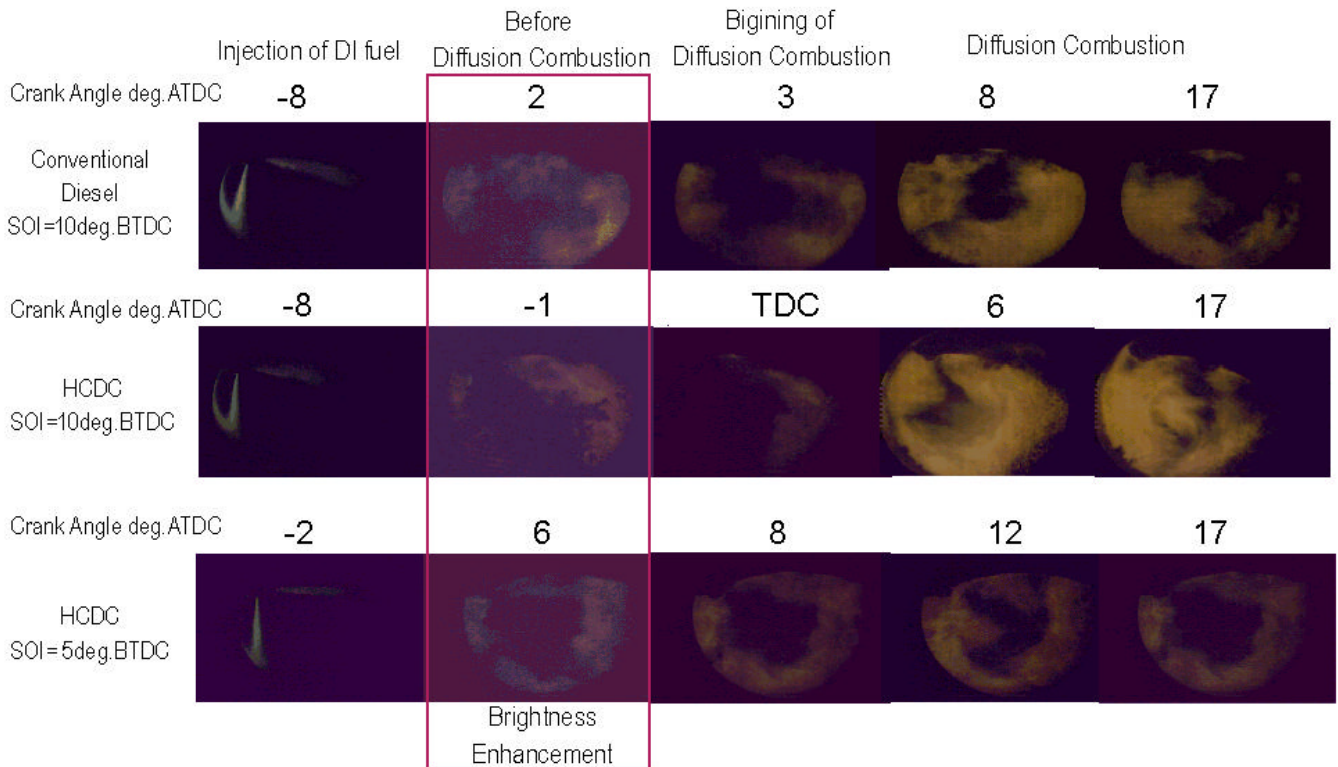 Injection of DI fuel
Before
Diffusion Combustion
Bigining of
Diffusion Combustion
Diffusion Combustion
Crank Angle deg.ATDC -8 2 3 8 17
Conventional
Diesel
SOI=10deg.BTDC
Crank Angle deg.ATDC -8 -1 TDC 6 17
HCDC
SOI=10deg.BTDC
Crank Angle deg.ATDC -2 6 8 12 17
HCDC
SOI=5deg.BTDC
Brightness
Enhancement